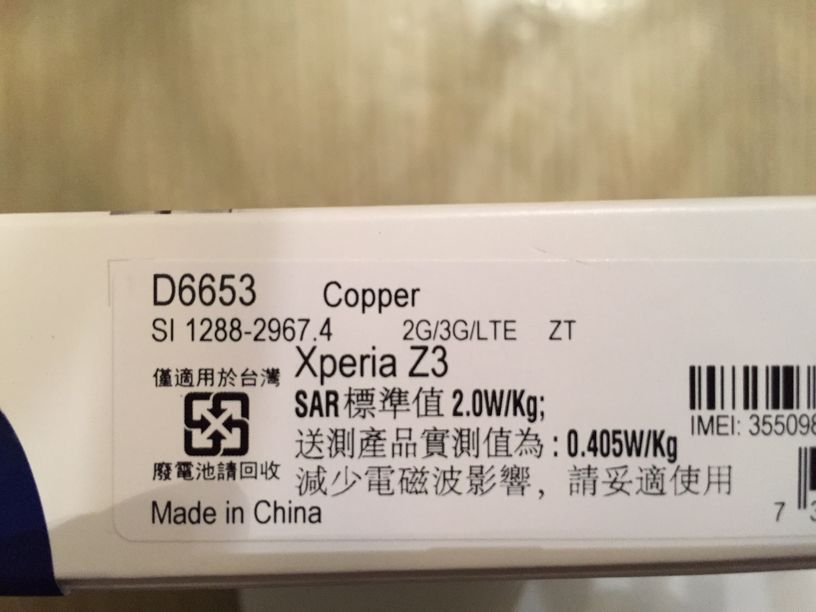 D6653 Copper
SI 1288-2967.4 2G/3G/LTE ZT
Xperia Z3
僅適用於台灣
SAR標準值 2.0W/Kg;
送測產品實測值為 : 0.405W/Kg
廢電池請回收
減少電磁波影響，請妥適使用
Made in China
IMEI: 355098
7